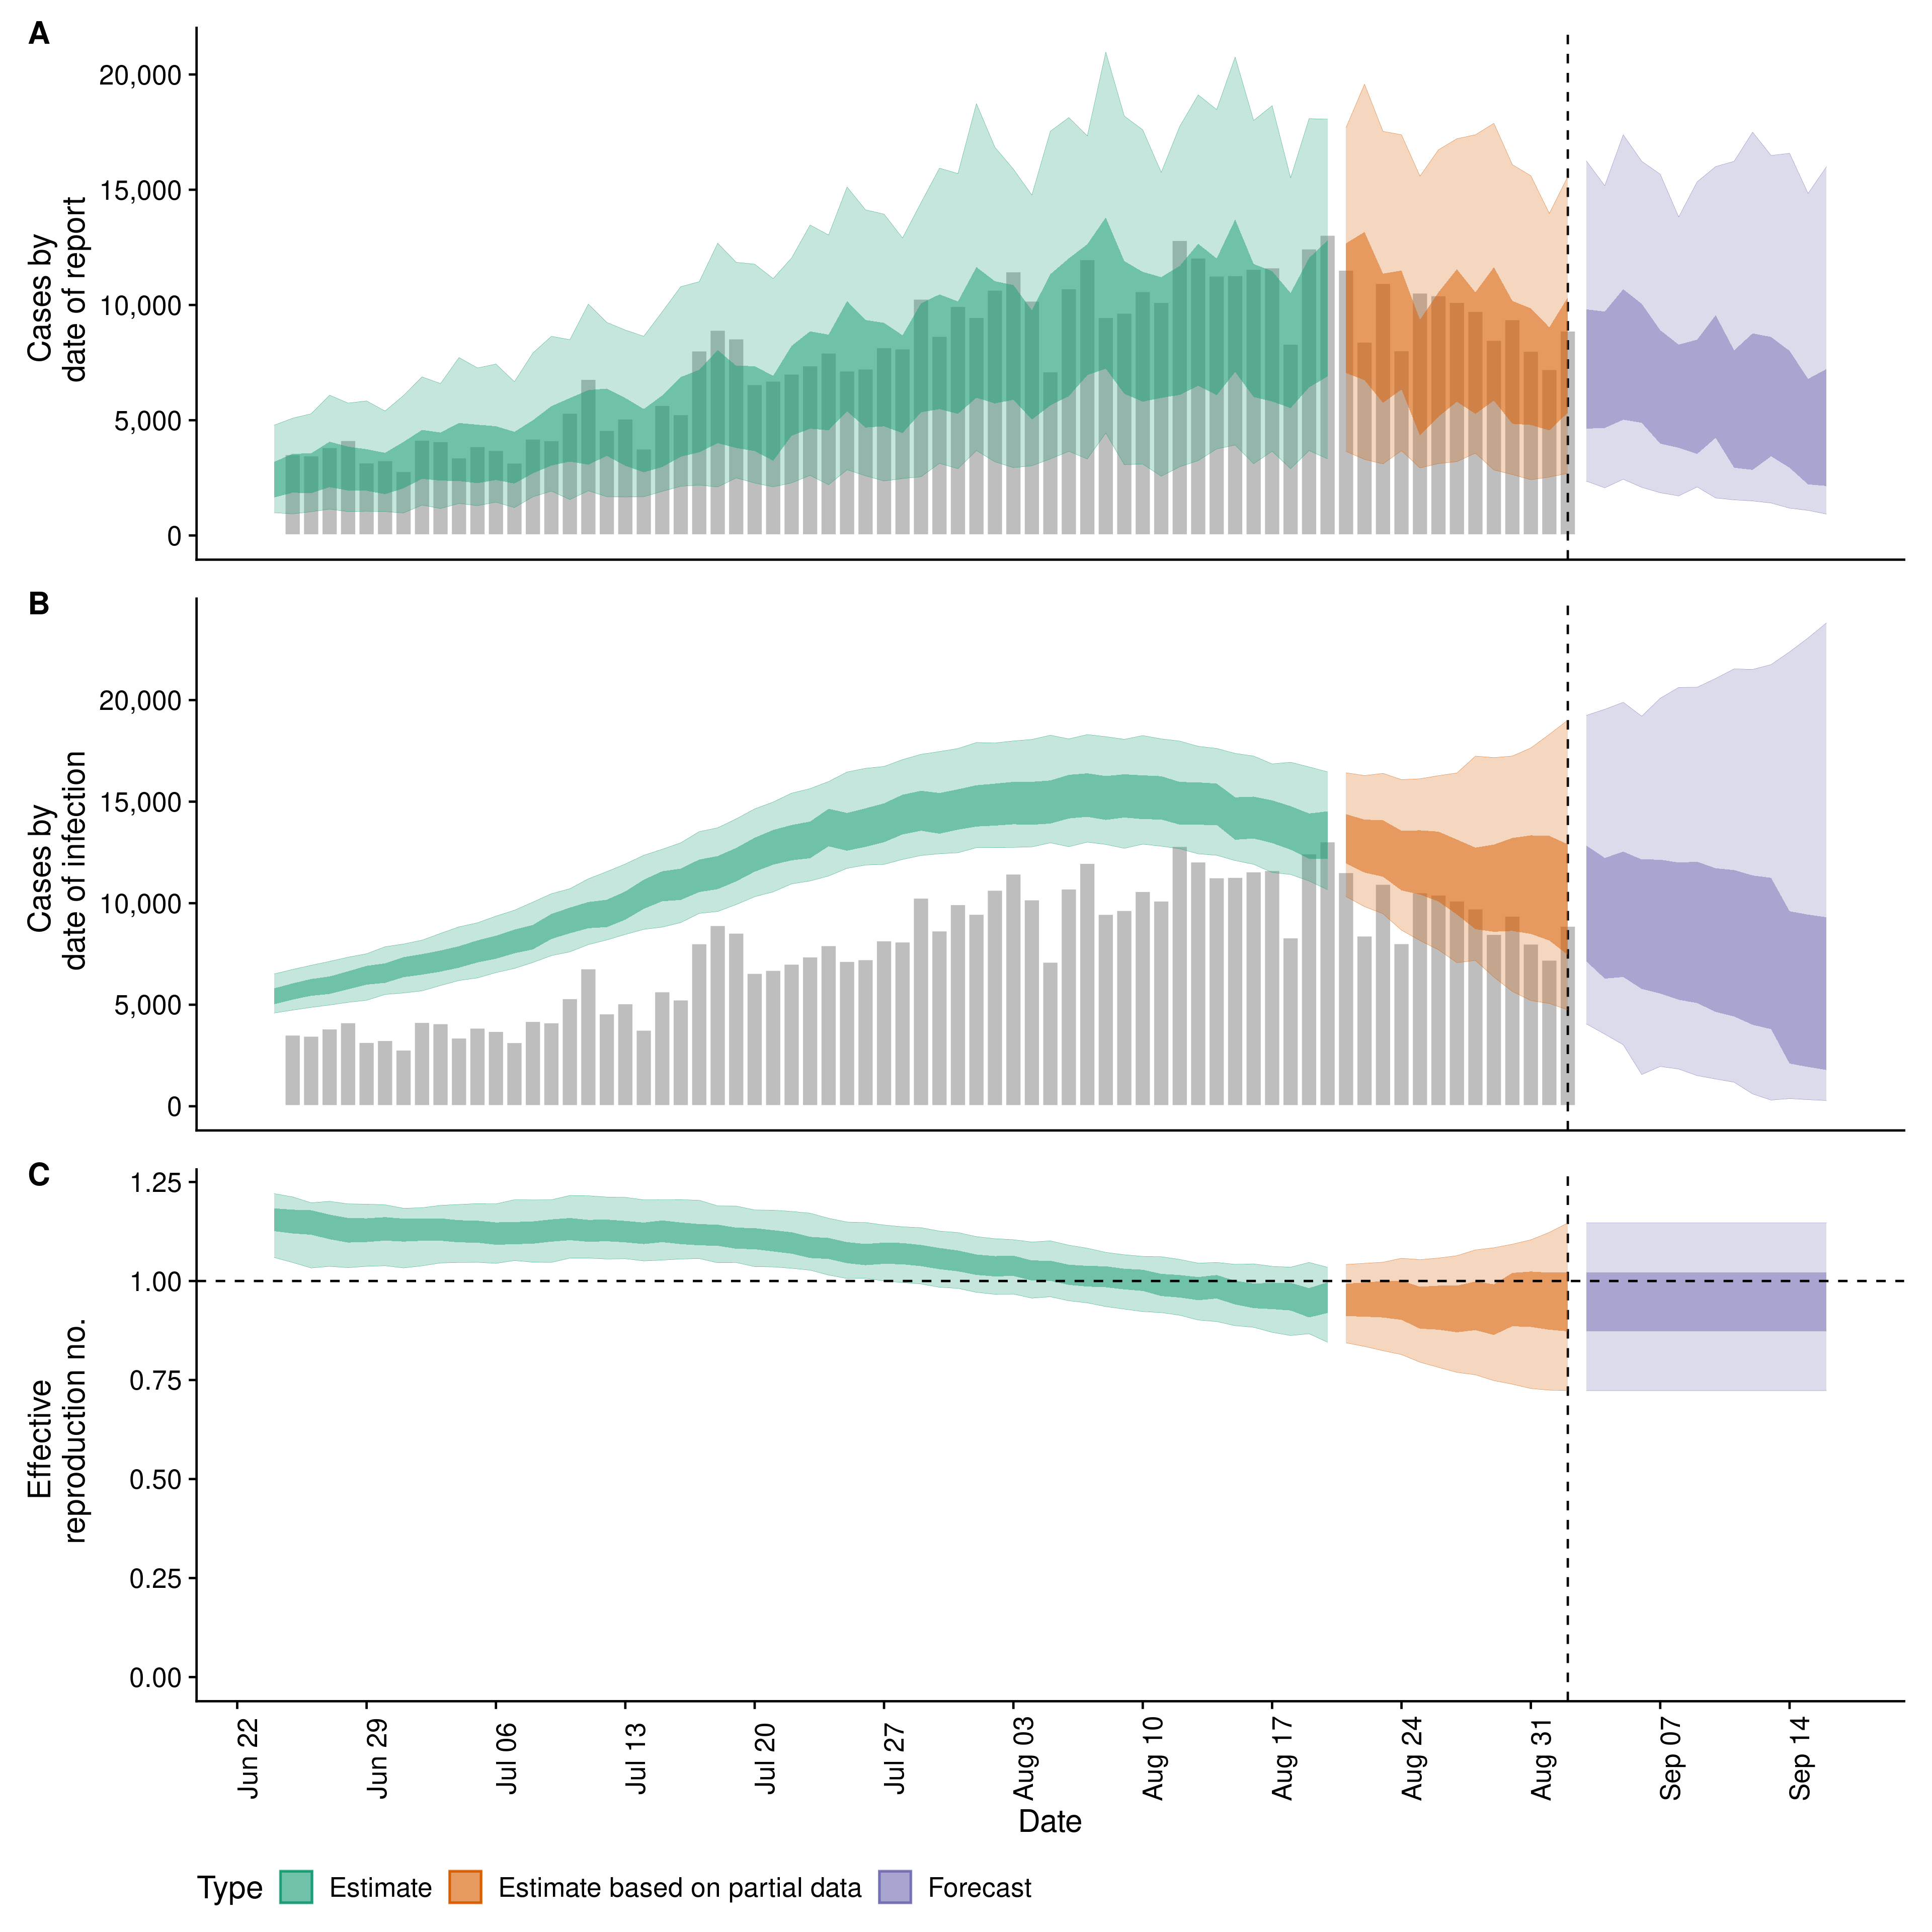 A
Cases by
date of report
20,000
15,000
10,000
5,000
0
B
Cases by
date of infection
20,000
15,000
10,000
5,000
0
C
Effective
reproduction no.
1.25
1.00
0.75
0.50
0.25
0.00
Jun 22
Jun 29
Jul 06
Jul 13
Jul 20
Jul 27
Aug 03
Aug 10
Aug 17
Aug 24
Aug 31
Sep 07
Sep 14
Date
Type Estimate Estimate based on partial data Forecast